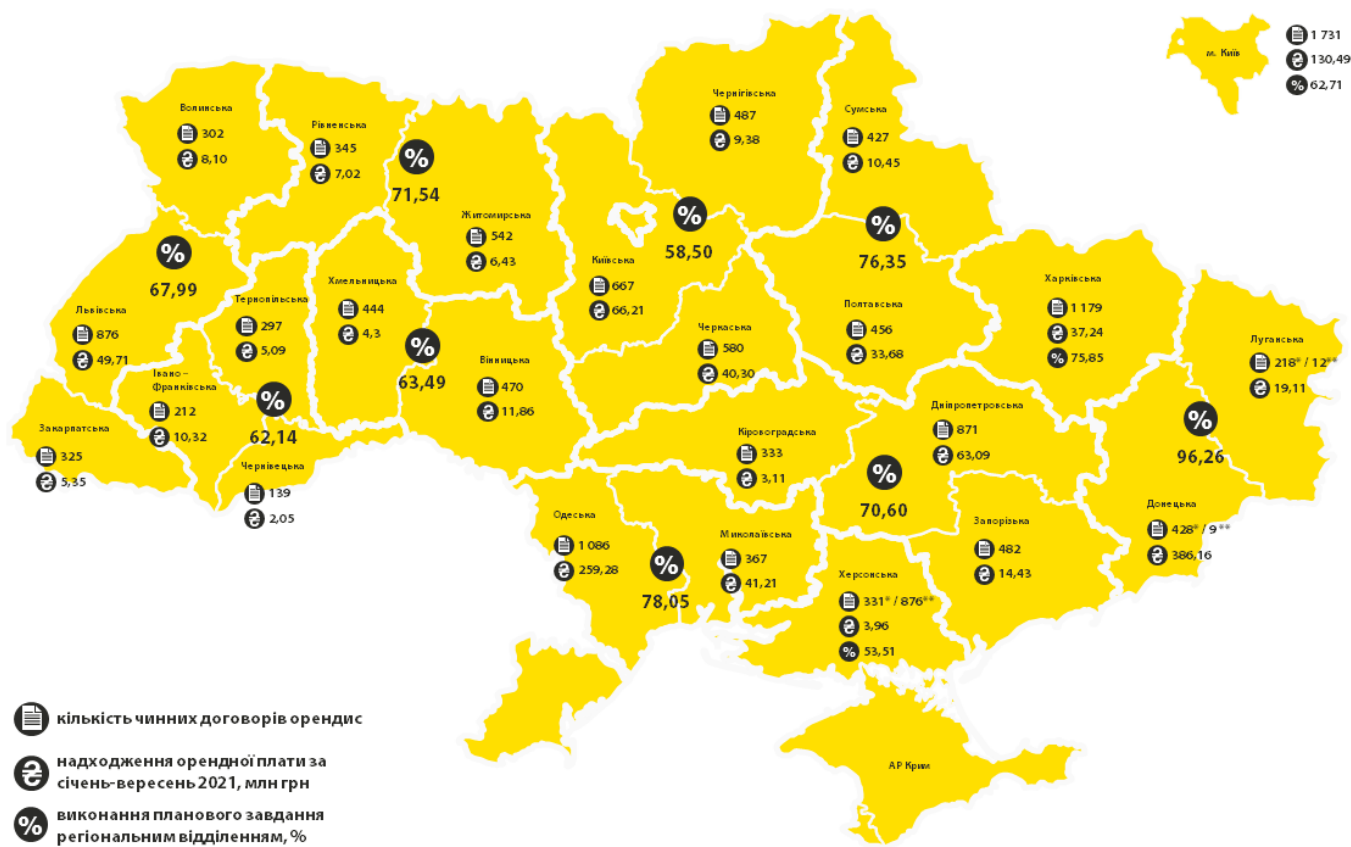 м. Київ
1 731
130,49
% 62,71
Волинська
302
8,10
Рівненська
345
7,02
%
71,54
Житомирська
542
6,43
Чернігівська
487
9,38
Сумська
427
10,45
%
58,50
Київська
667
66,21
%
76,35
%
67,99
Львівська
876
49,71
Тернопільська
297
5,09
Хмельницька
444
4,3
%
63,49
Вінницька
470
11,86
Черкаська
580
40,30
Полтавська
456
33,68
Харківська
1 179
37,24
% 75,85
Луганська
218* / 12**
19,11
Івано –
Франківська
212
10,32
%
62,14
Закарпатська
325
5,35
Чернівецька
139
2,05
Кіровоградська
333
3,11
Дніпропетровська
871
63,09
%
70,60
%
96,26
Донецька
428* / 9**
386,16
Запорізька
482
14,43
Одеська
1 086
259,28
%
78,05
Миколаївська
367
41,21
Херсонська
331* / 876**
3,96
% 53,51
АР Крим
кількість чинних договорів орендис
₴ надходження орендної плати за
січень-вересень 2021, млн грн
% виконання планового завдання
регіональним відділенням, %